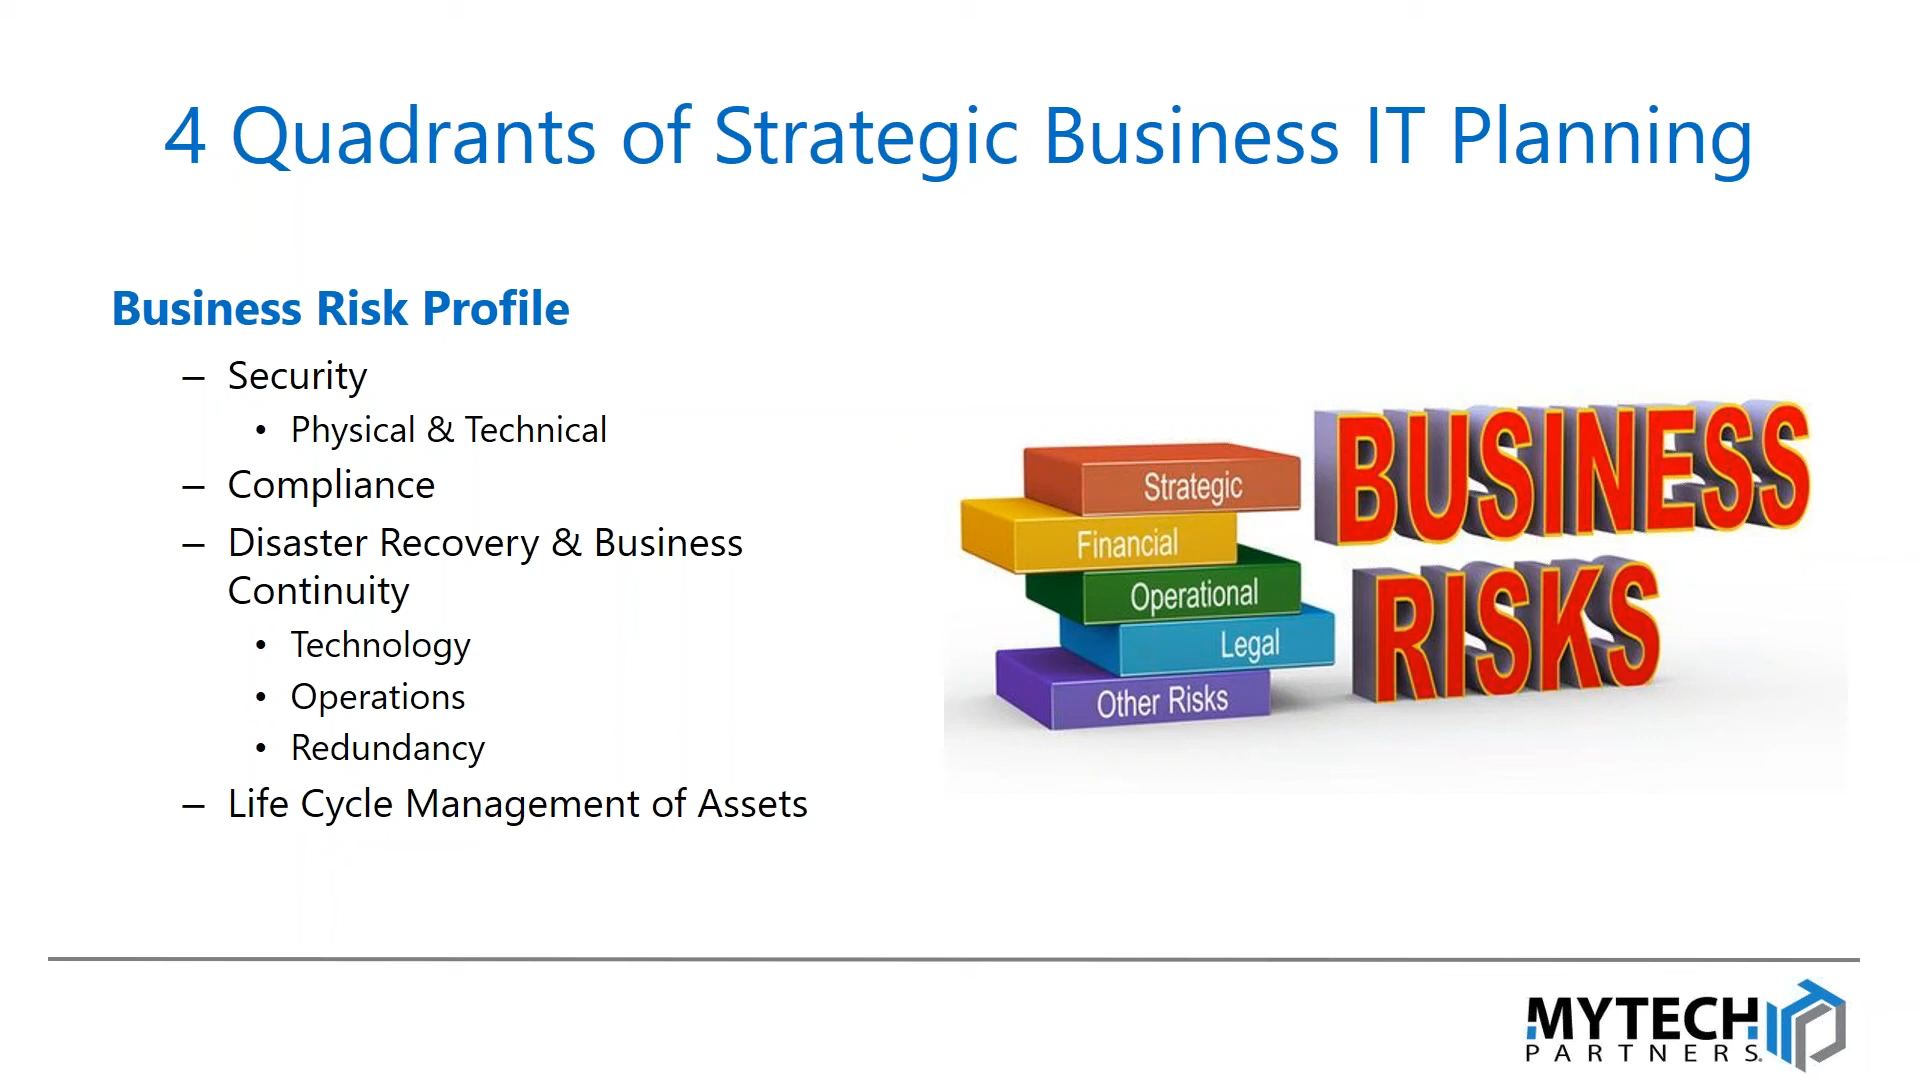 4 Quadrants of Strategic Business IT Planning
Business Risk Profile
– Security
• Physical & Technical
– Compliance
– Disaster Recovery & Business
Continuity
• Technology
• Operations
• Redundancy
– Life Cycle Management of Assets
Strategic
Financial
Operational
Legal
Other Risks
BUSINESS
RISKS
MYTECH
PARTNERS